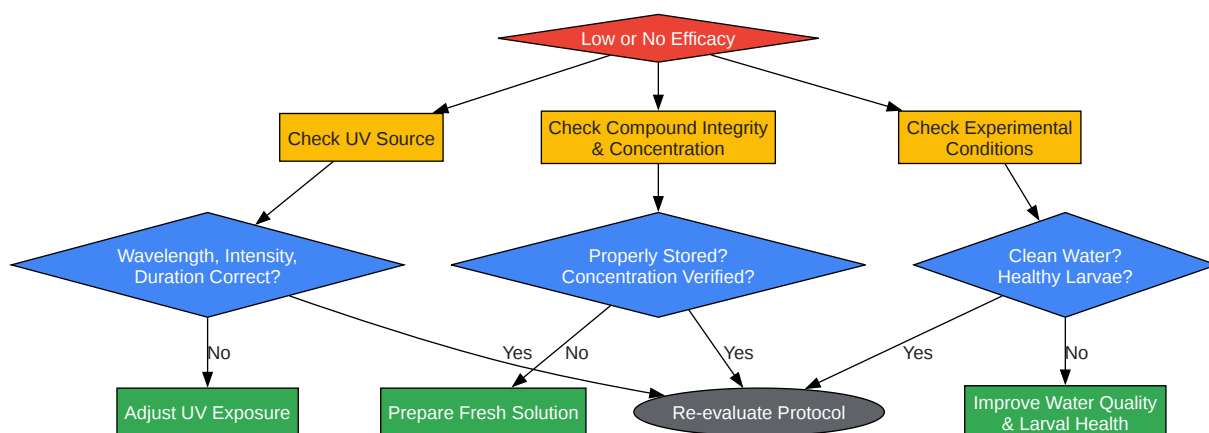 Low or No Efficacy
Check UV Source
Check Compound Integrity
& Concentration
Check Experimental
Conditions
Wavelength, Intensity,
Duration Correct?
Properly Stored?
Concentration Verified?
Clean Water?
Healthy Larvae?
No
Yes
No
Yes
Yes
No
Adjust UV Exposure
Prepare Fresh Solution
Re-evaluate Protocol
Improve Water Quality
& Larval Health